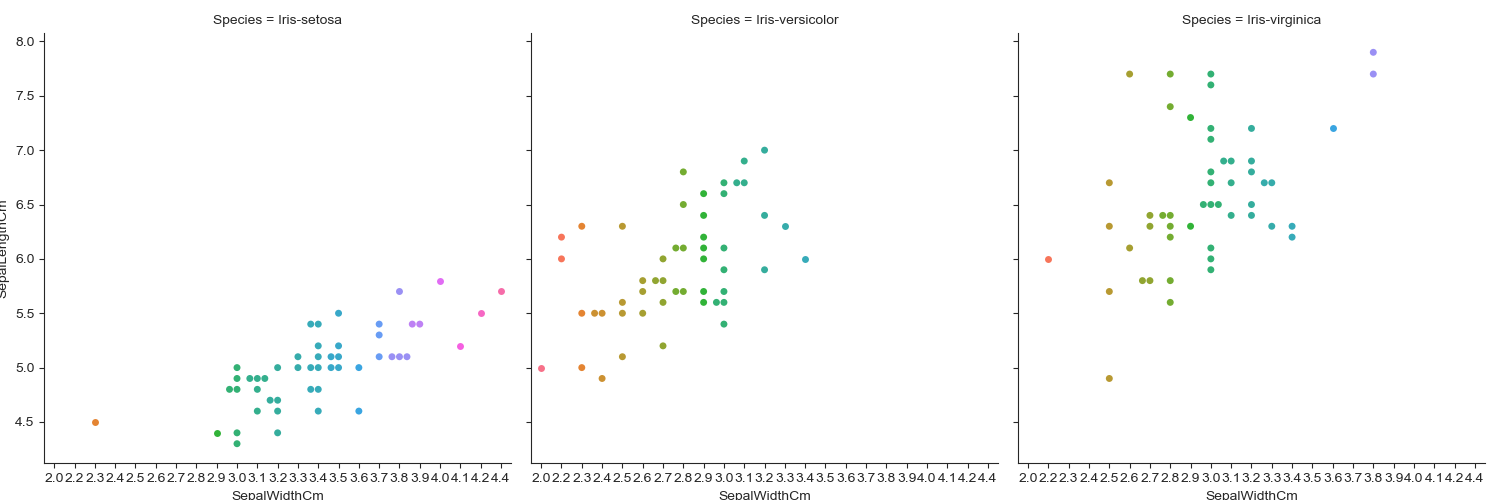 Species = Iris-setosa
Species = Iris-versicolor
Species = Iris-virginica
8.0
7.5
7.0
6.5
6.0
5.5
5.0
4.5
SepalLengthCm
2.0 2.1 2.2 2.3 2.4 2.5 2.6 2.7 2.8 2.9 3.0 3.1 3.2 3.3 3.4 3.5 3.6 3.7 3.8 3.9 4.0 4.1 4.2 4.4
2.0 2.2 2.3 2.4 2.5 2.6 2.7 2.8 2.9 3.0 3.1 3.2 3.3 3.4 3.5 3.6 3.7 3.8 3.9 4.0 4.1 4.2 4.4
2.0 2.2 2.3 2.4 2.5 2.6 2.7 2.8 2.9 3.0 3.1 3.2 3.3 3.4 3.5 3.6 3.7 3.8 3.9 4.0 4.1 4.2 4.4
SepalWidthCm
SepalWidthCm
SepalWidthCm